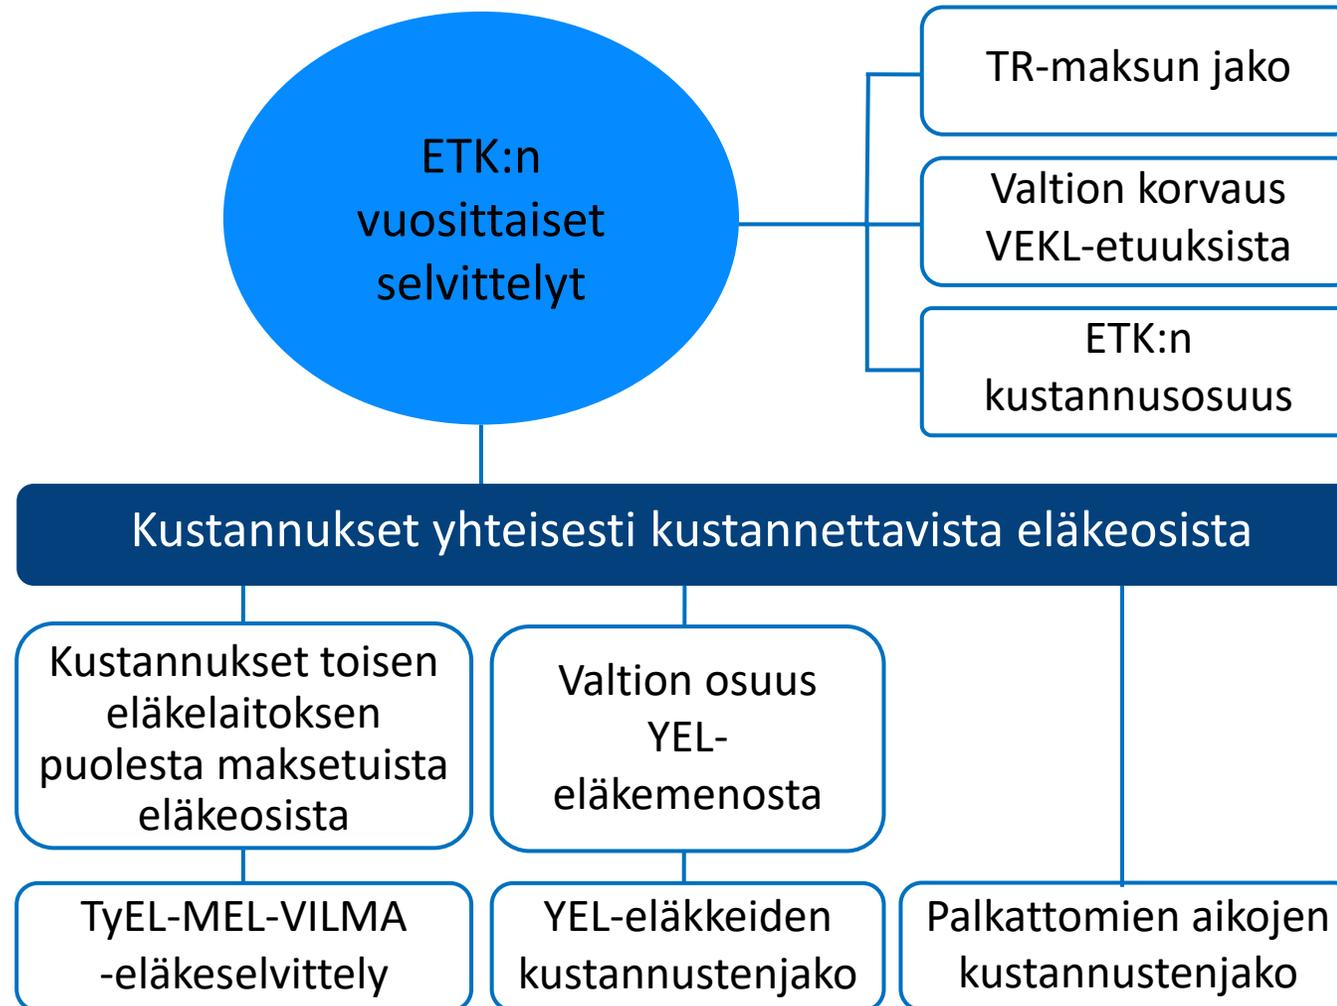 ETK:n
vuosittaiset
selvittelyt
TR-maksun jako
Valtion korvaus
VEKL-etuuksista
ETK:n
kustannusosuus
Kustannukset yhteisesti kustannettavista eläkeosista
Kustannukset toisen
eläkelaitoksen
puolesta maksetuista
eläkeosista
Valtion osuus
YEL-
eläkemenosta
TyEL-MEL-VILMA
-eläkeselvittely
YEL-eläkkeiden
kustannustenjako
Palkattomien aikojen
kustannustenjako